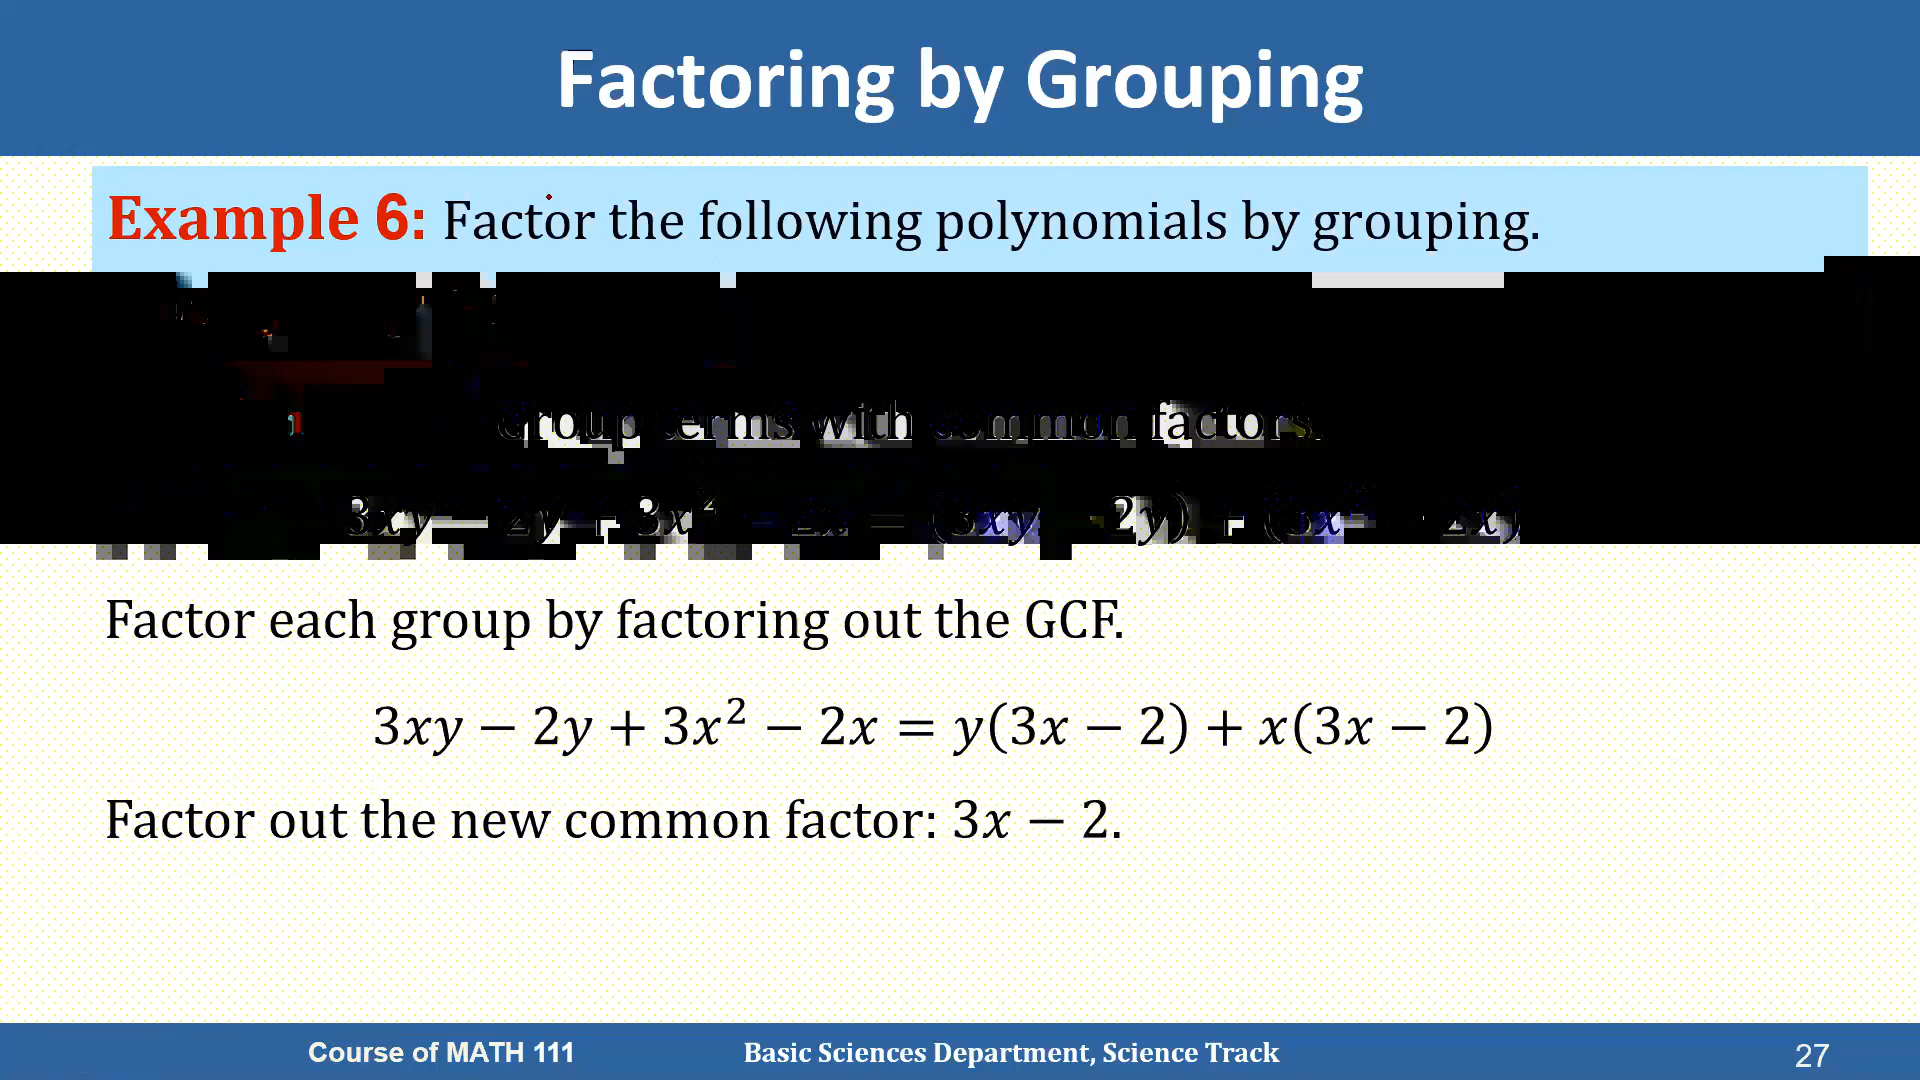 Factoring by Grouping
Example 6: Factor the following polynomials by grouping.
Group terms with common factors.
3xy − 2y + 3x² − 2x = (3xy − 2y) + (3x² − 2x)
Factor each group by factoring out the GCF.
3xy − 2y + 3x² − 2x = y(3x − 2) + x(3x − 2)
Factor out the new common factor: 3x − 2.
Course of MATH 111 Basic Sciences Department, Science Track 27